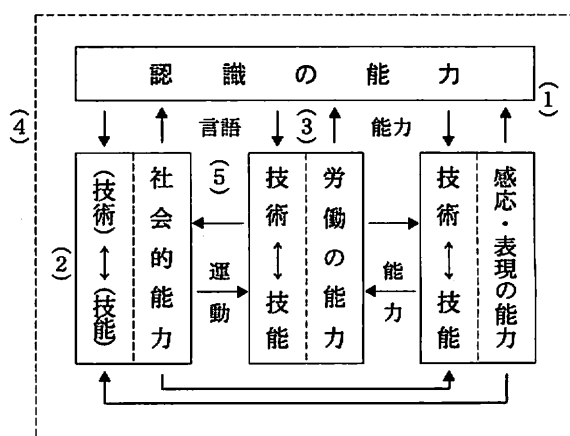 認識の能力
(1)
(4)
言語
(3)
能力
(5)
(2)
(技術)↔(技能)
社会的能力
運動
技術↔技能
労働の能力
能力
技術↔技能
感応・表現の能力